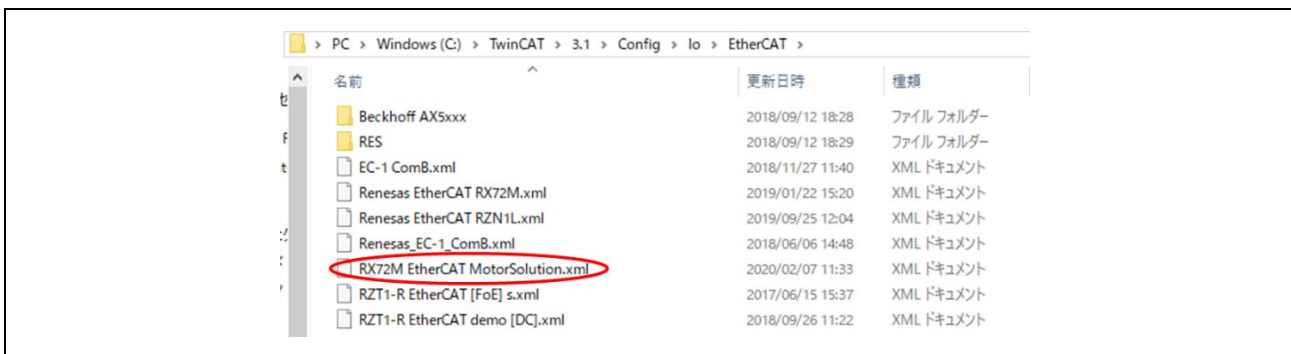 PC > Windows (C:) > TwinCAT > 3.1 > Config > Io > EtherCAT >
名前 更新日時 種類
Beckhoff AX5xxx 2018/09/12 18:28 ファイル フォルダー
RES 2018/09/12 18:29 ファイル フォルダー
EC-1 ComB.xml 2018/11/27 11:40 XML ドキュメント
Renesas EtherCAT RX72M.xml 2019/01/22 15:20 XML ドキュメント
Renesas EtherCAT RZN1L.xml 2019/09/25 12:04 XML ドキュメント
Renesas_EC-1_ComB.xml 2018/06/06 14:48 XML ドキュメント
RX72M EtherCAT MotorSolution.xml 2020/02/07 11:33 XML ドキュメント
RZT1-R EtherCAT [FoE] s.xml 2017/06/15 15:37 XML ドキュメント
RZT1-R EtherCAT demo [DC].xml 2018/09/26 11:22 XML ドキュメント